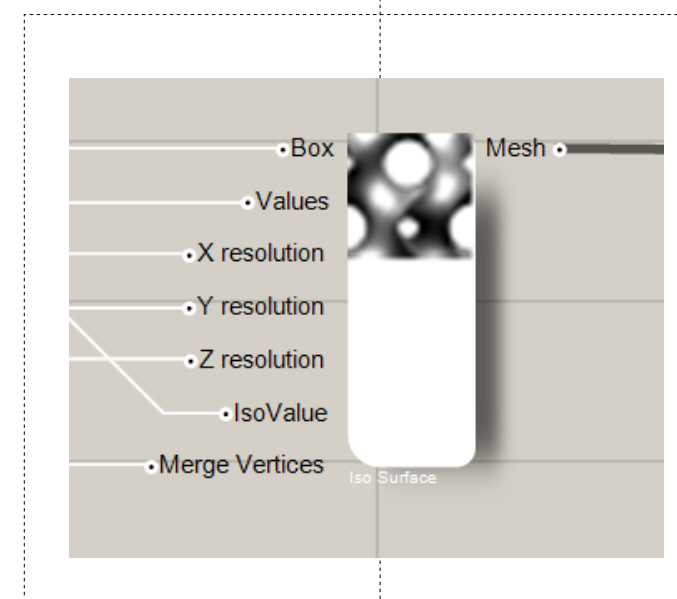 Box
Mesh
Values
X resolution
Y resolution
Z resolution
IsoValue
Merge Vertices
Iso Surface